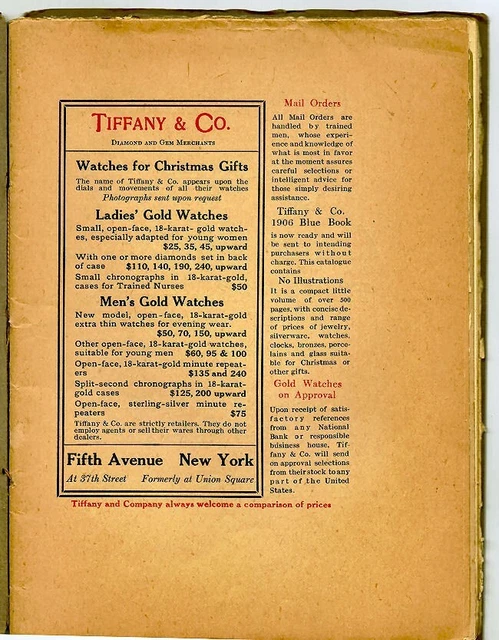 TIFFANY & CO.
DIAMOND AND GEM MERCHANTS
Watches for Christmas Gifts
The name of Tiffany & Co. appears upon the
dials and movements of all their watches
Photographs sent upon request
Ladies' Gold Watches
Small, open-face, 18-karat- gold watch-
es, especially adapted for young women
$25, 35, 45, upward
With one or more diamonds set in back
of case $110, 140, 190, 240, upward
Small chronographs in 18-karat-gold,
cases for Trained Nurses $50
Men's Gold Watches
New model, open-face, 18-karat-gold
extra thin watches for evening wear.
$50, 70, 150, upward
Other open-face, 18-karat-gold watches,
suitable for young men $60, 95 & 100
Open-face, 18-karat-gold minute repeat-
ers $135 and 240
Split-second chronographs in 18-karat-
gold cases $125, 200 upward
Open-face, sterling-silver minute re-
peaters $75
Tiffany & Co. are strictly retailers. They do not
employ agents or sell their wares through other
dealers.
Fifth Avenue New York
At 37th Street Formerly at Union Square
Tiffany and Company always welcome a comparison of prices
Mail Orders
All Mail Orders are
handled by trained
men, whose experi-
ence and knowledge of
what is most in favor
at the moment assures
careful selections or
intelligent advice for
those simply desiring
assistance.
Tiffany & Co.
1906 Blue Book
is now ready and will
be sent to intending
purchasers without
charge. This catalogue
contains
No Illustrations
It is a compact little
volume of over 500
pages, with concise de-
scriptions and range
of prices of jewelry,
silverware, watches,
clocks, bronzes, porce-
lains and glass suita-
ble for Christmas or
other gifts.
Gold Watches
on Approval
Upon receipt of satis-
factory references
from any National
Bank or responsible
business house, Tif-
fany & Co. will send
on approval selections
from their stock to any
part of the United
States.